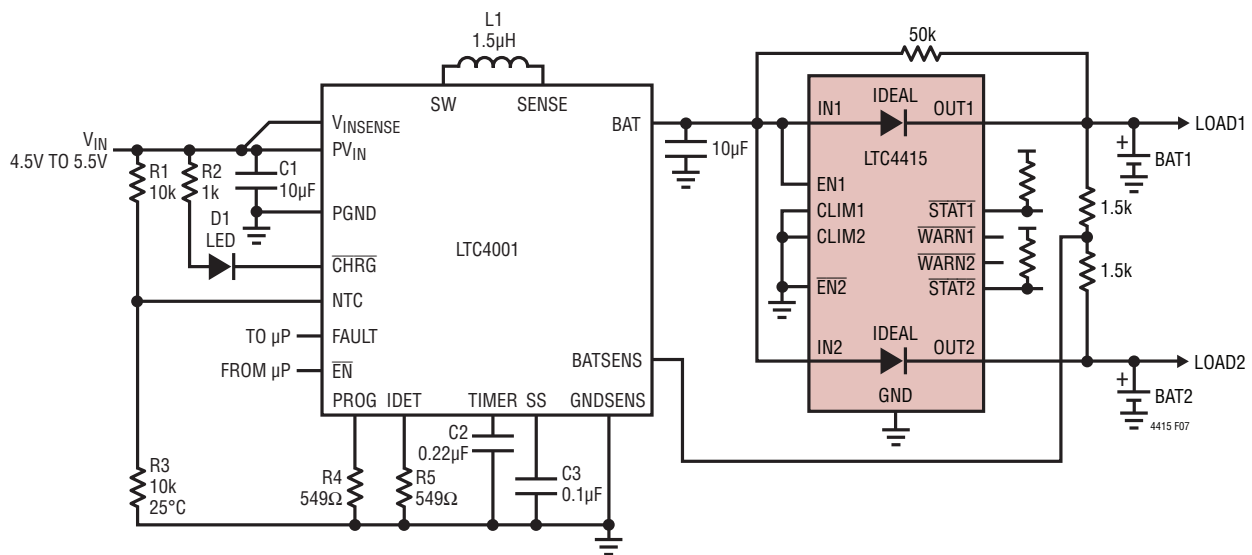 L1
1.5µH
SW
SENSE
VINSENSE
PVIN
PGND
CHRG
NTC
FAULT
EN
PROG
IDET
TIMER
SS
GNDSENS
BATSENS
BAT
LTC4001
VIN
4.5V TO 5.5V
R1
10k
R2
1k
C1
10µF
D1
LED
TO µP
FROM µP
R3
10k
25°C
R4
549Ω
R5
549Ω
C2
0.22µF
C3
0.1µF
10µF
50k
IN1
IDEAL
OUT1
LTC4415
EN1
CLIM1
CLIM2
EN2
STAT1
WARN1
WARN2
STAT2
IN2
IDEAL
OUT2
GND
LOAD1
+
BAT1
1.5k
1.5k
LOAD2
+
BAT2
4415 F07